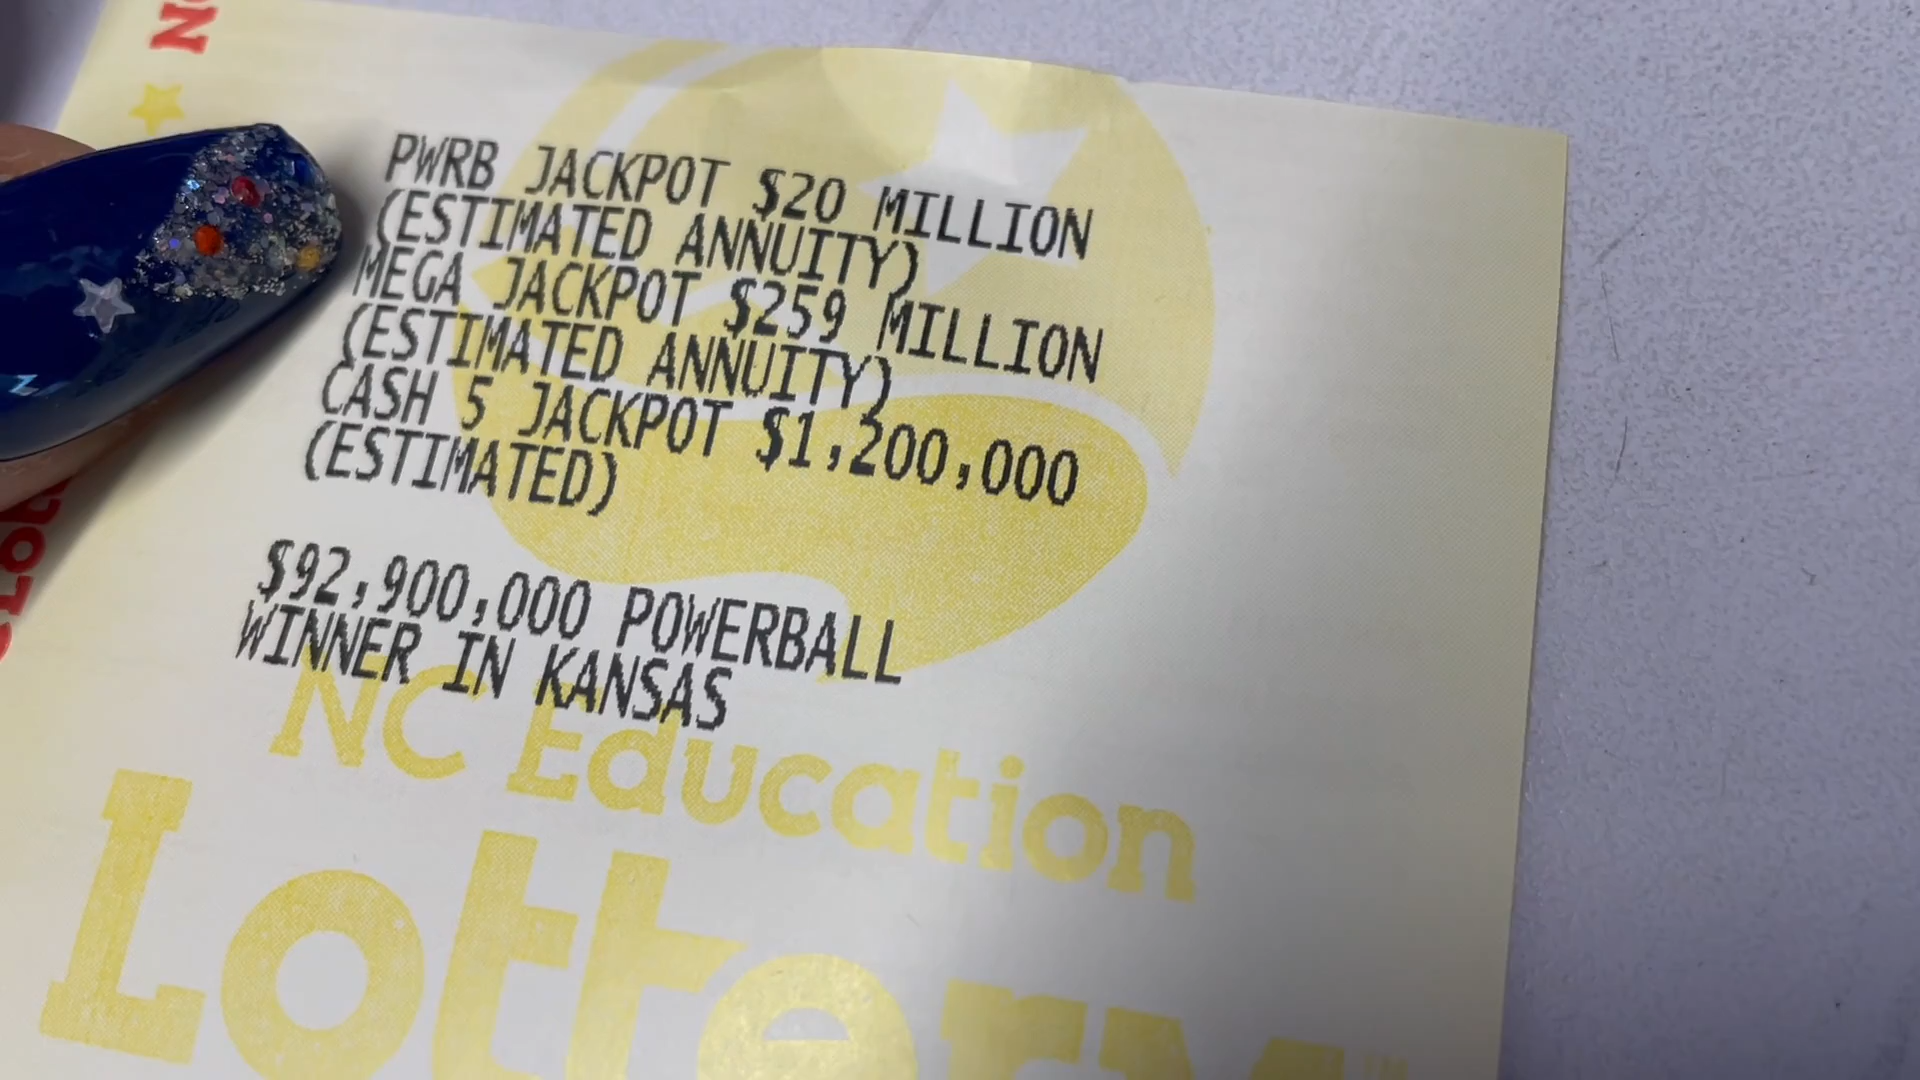 PWRB JACKPOT $20 MILLION
(ESTIMATED ANNUITY)
MEGA JACKPOT $259 MILLION
(ESTIMATED ANNUITY)
CASH 5 JACKPOT $1,200,000
(ESTIMATED)
$92,900,000 POWERBALL
WINNER IN KANSAS
NC Education
Lottery